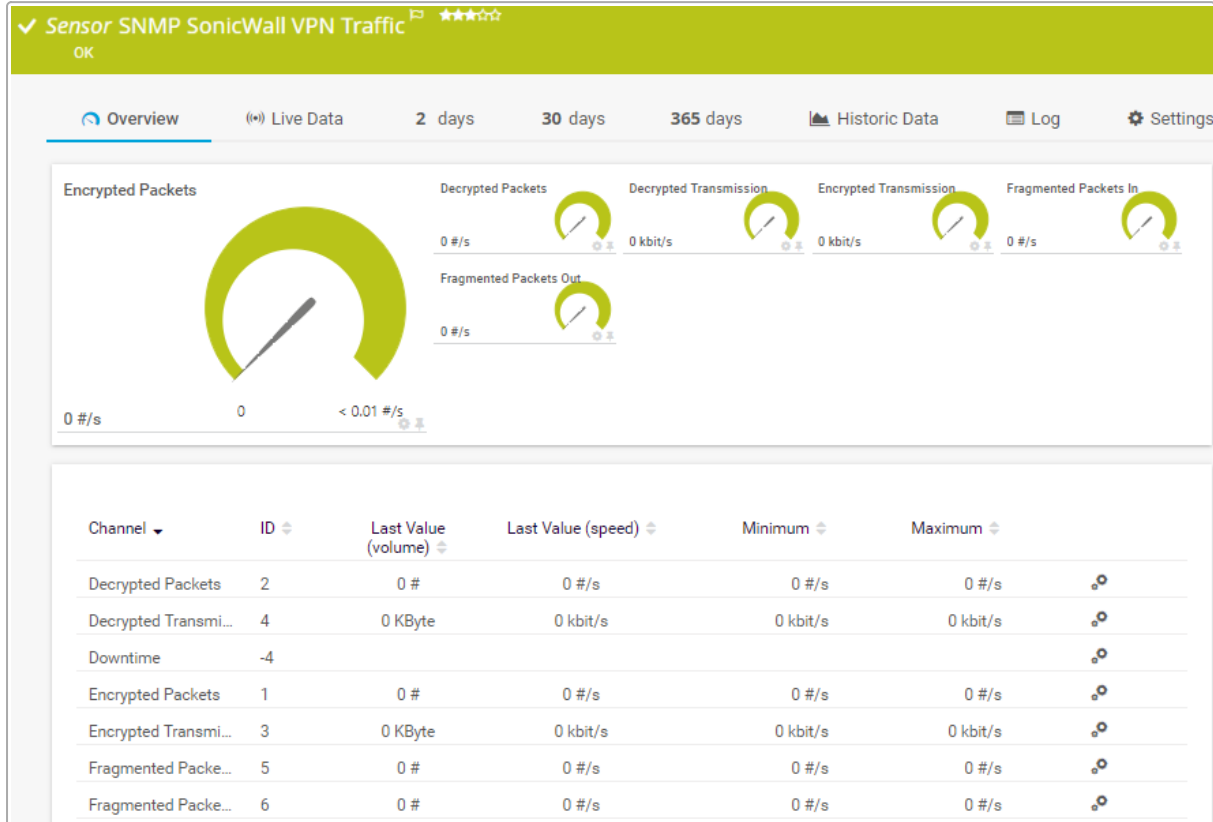 Sensor SNMP SonicWall VPN Traffic
OK
Overview Live Data 2 days 30 days 365 days Historic Data Log Settings
Encrypted Packets
0 #/s
0 < 0.01 #/s
Decrypted Packets
0 #/s
Decrypted Transmission
0 kbit/s
Encrypted Transmission
0 kbit/s
Fragmented Packets In
0 #/s
Fragmented Packets Out
0 #/s
Channel ID Last Value (volume) Last Value (speed) Minimum Maximum
Decrypted Packets 2 0 # 0 #/s 0 #/s 0 #/s
Decrypted Transmi... 4 0 KByte 0 kbit/s 0 kbit/s 0 kbit/s
Downtime -4
Encrypted Packets 1 0 # 0 #/s 0 #/s 0 #/s
Encrypted Transmi... 3 0 KByte 0 kbit/s 0 kbit/s 0 kbit/s
Fragmented Packe... 5 0 # 0 #/s 0 #/s 0 #/s
Fragmented Packe... 6 0 # 0 #/s 0 #/s 0 #/s